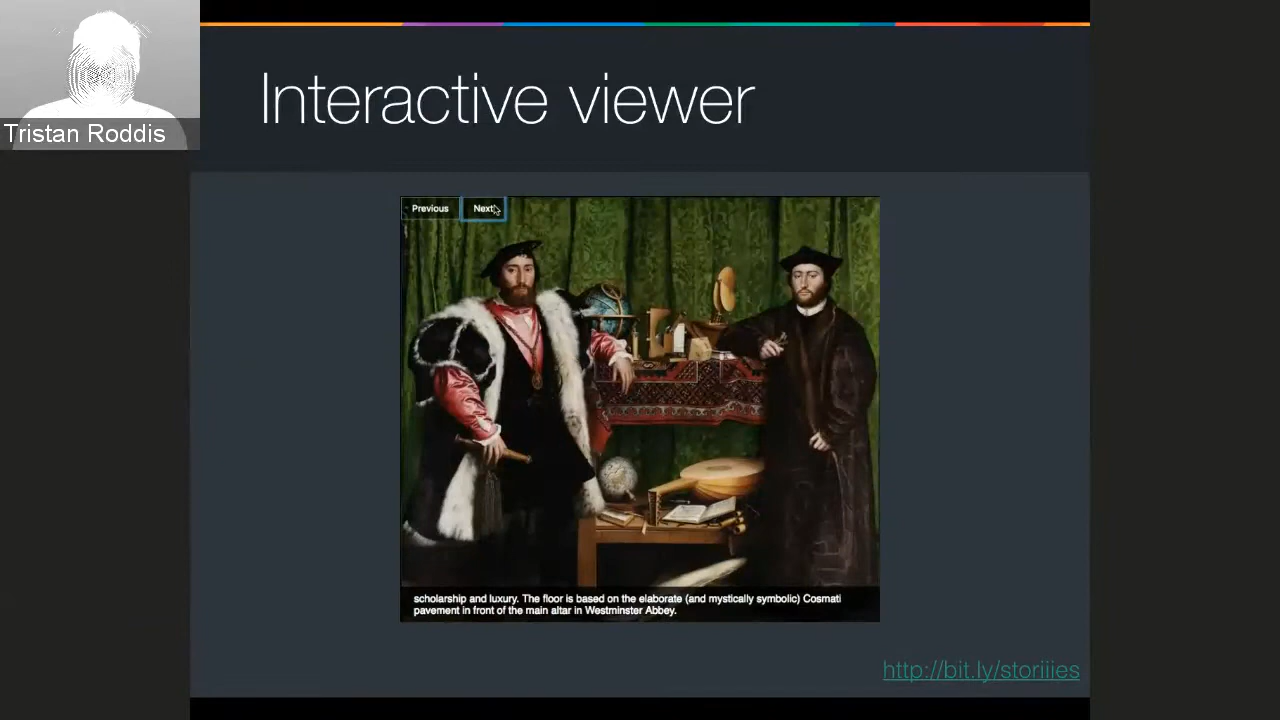 Interactive viewer
Tristan Roddis
Previous
Next
scholarship and luxury. The floor is based on the elaborate (and mystically symbolic) Cosmati
pavement in front of the main altar in Westminster Abbey.
http://bit.ly/storiiies